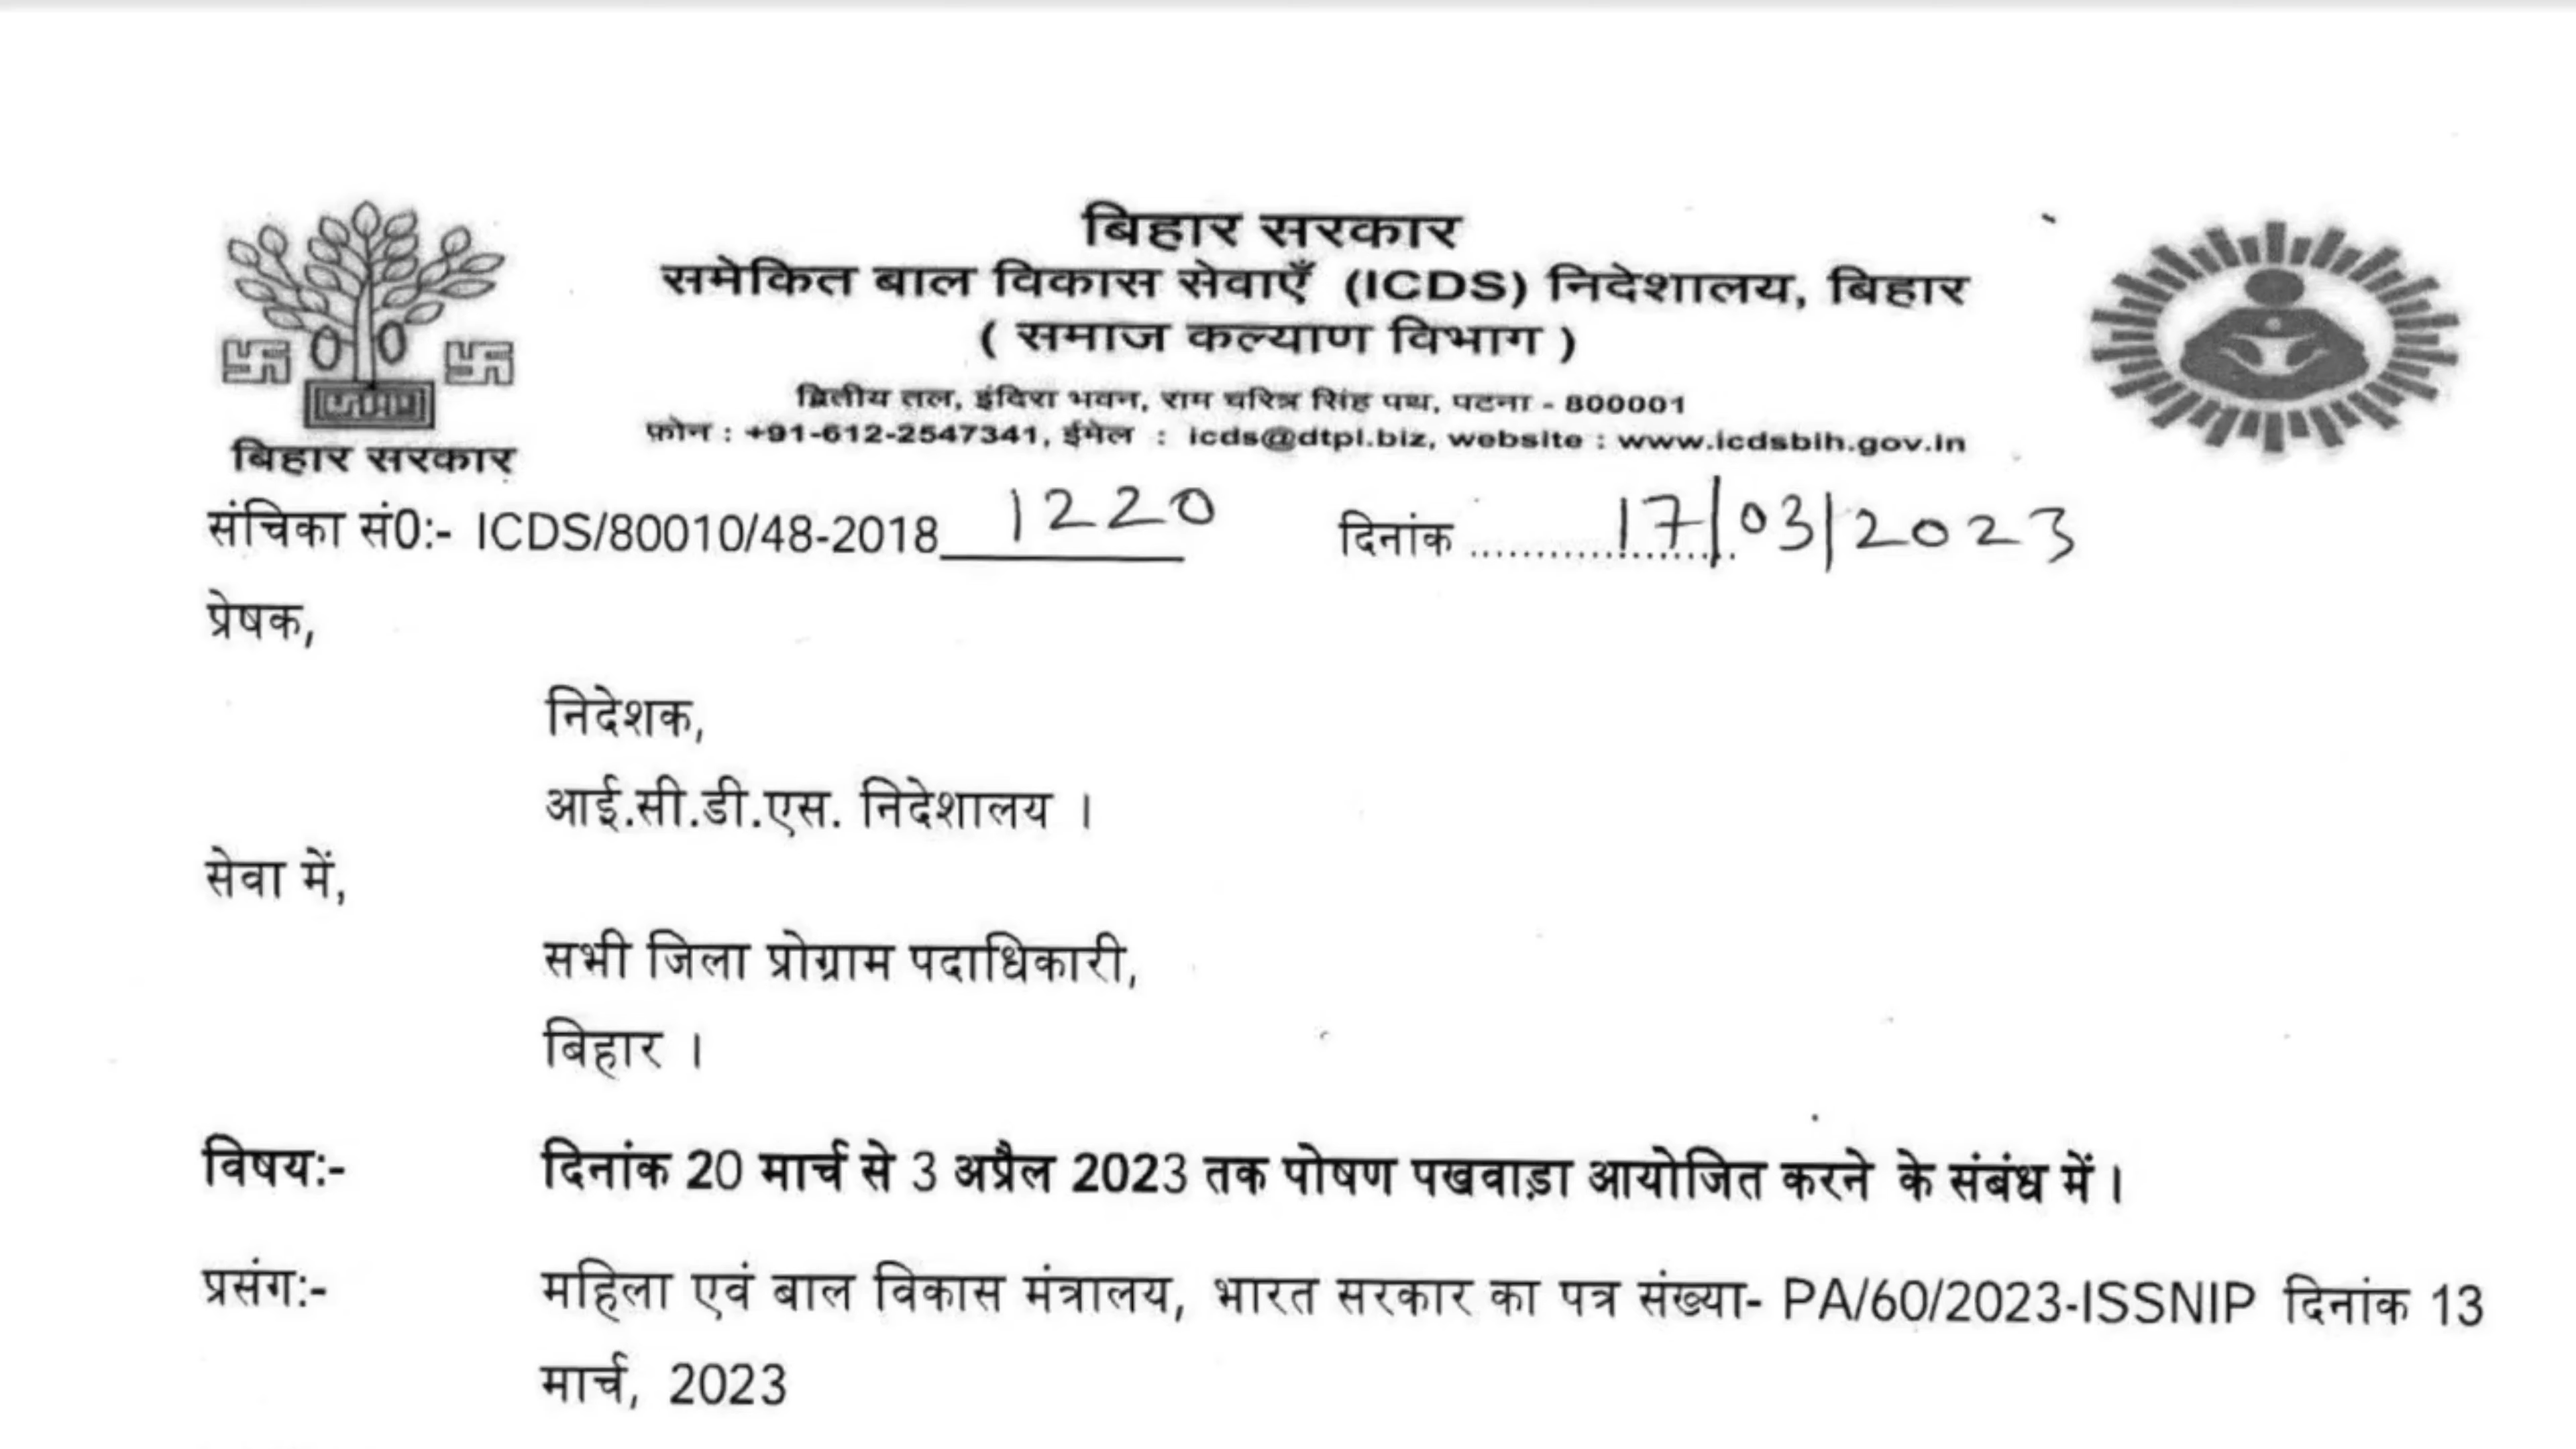 बिहार सरकार
समेकित बाल विकास सेवाएँ (ICDS) निदेशालय, बिहार
( समाज कल्याण विभाग )
द्वितीय तल, इंदिरा भवन, राम चरित्र सिंह पथ, पटना - 800001
फ़ोन : +91-612-2547341, ईमेल : icds@dtpl.biz, website : www.icdsbih.gov.in
बिहार सरकार
संचिका सं0:- ICDS/80010/48-2018 1220 दिनांक .................... 17/03/2023
प्रेषक,
निदेशक,
आई.सी.डी.एस. निदेशालय ।
सेवा में,
सभी जिला प्रोग्राम पदाधिकारी,
बिहार ।
विषय:- दिनांक 20 मार्च से 3 अप्रैल 2023 तक पोषण पखवाड़ा आयोजित करने के संबंध में ।
प्रसंग:- महिला एवं बाल विकास मंत्रालय, भारत सरकार का पत्र संख्या- PA/60/2023-ISSNIP दिनांक 13
मार्च, 2023